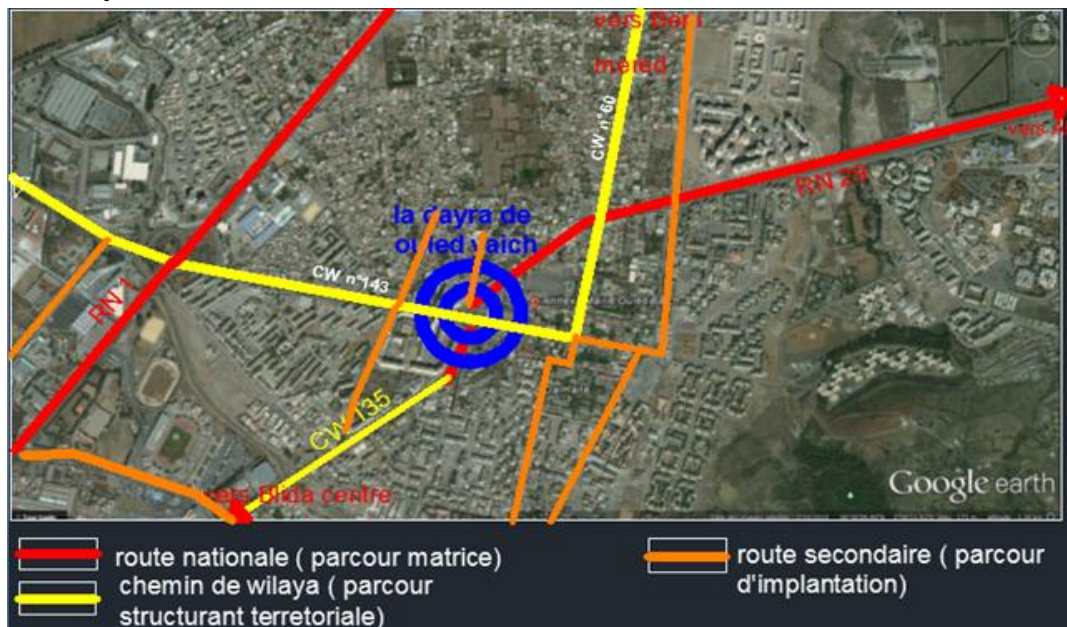 vers Beni
mered
CW n°60
RN 29
la dayra de
ouled yaich
CW n°143
RN 1
CW 135
vers Blida centre
Google earth
route nationale ( parcour matrice)
chemin de wilaya ( parcour
structurant terretoriale)
route secondaire ( parcour
d'implantation)